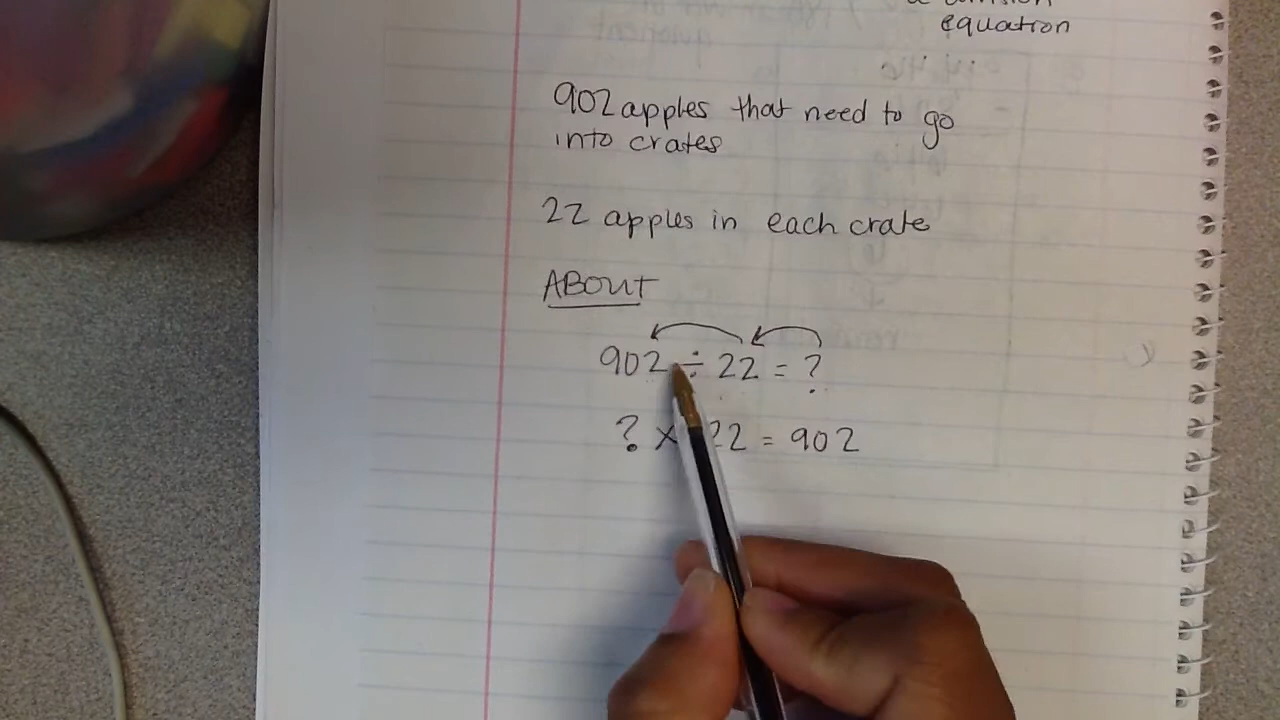 equation
902 apples that need to go
into crates
22 apples in each crate
ABOUT
902 ÷ 22 = ?
? × 22 = 902